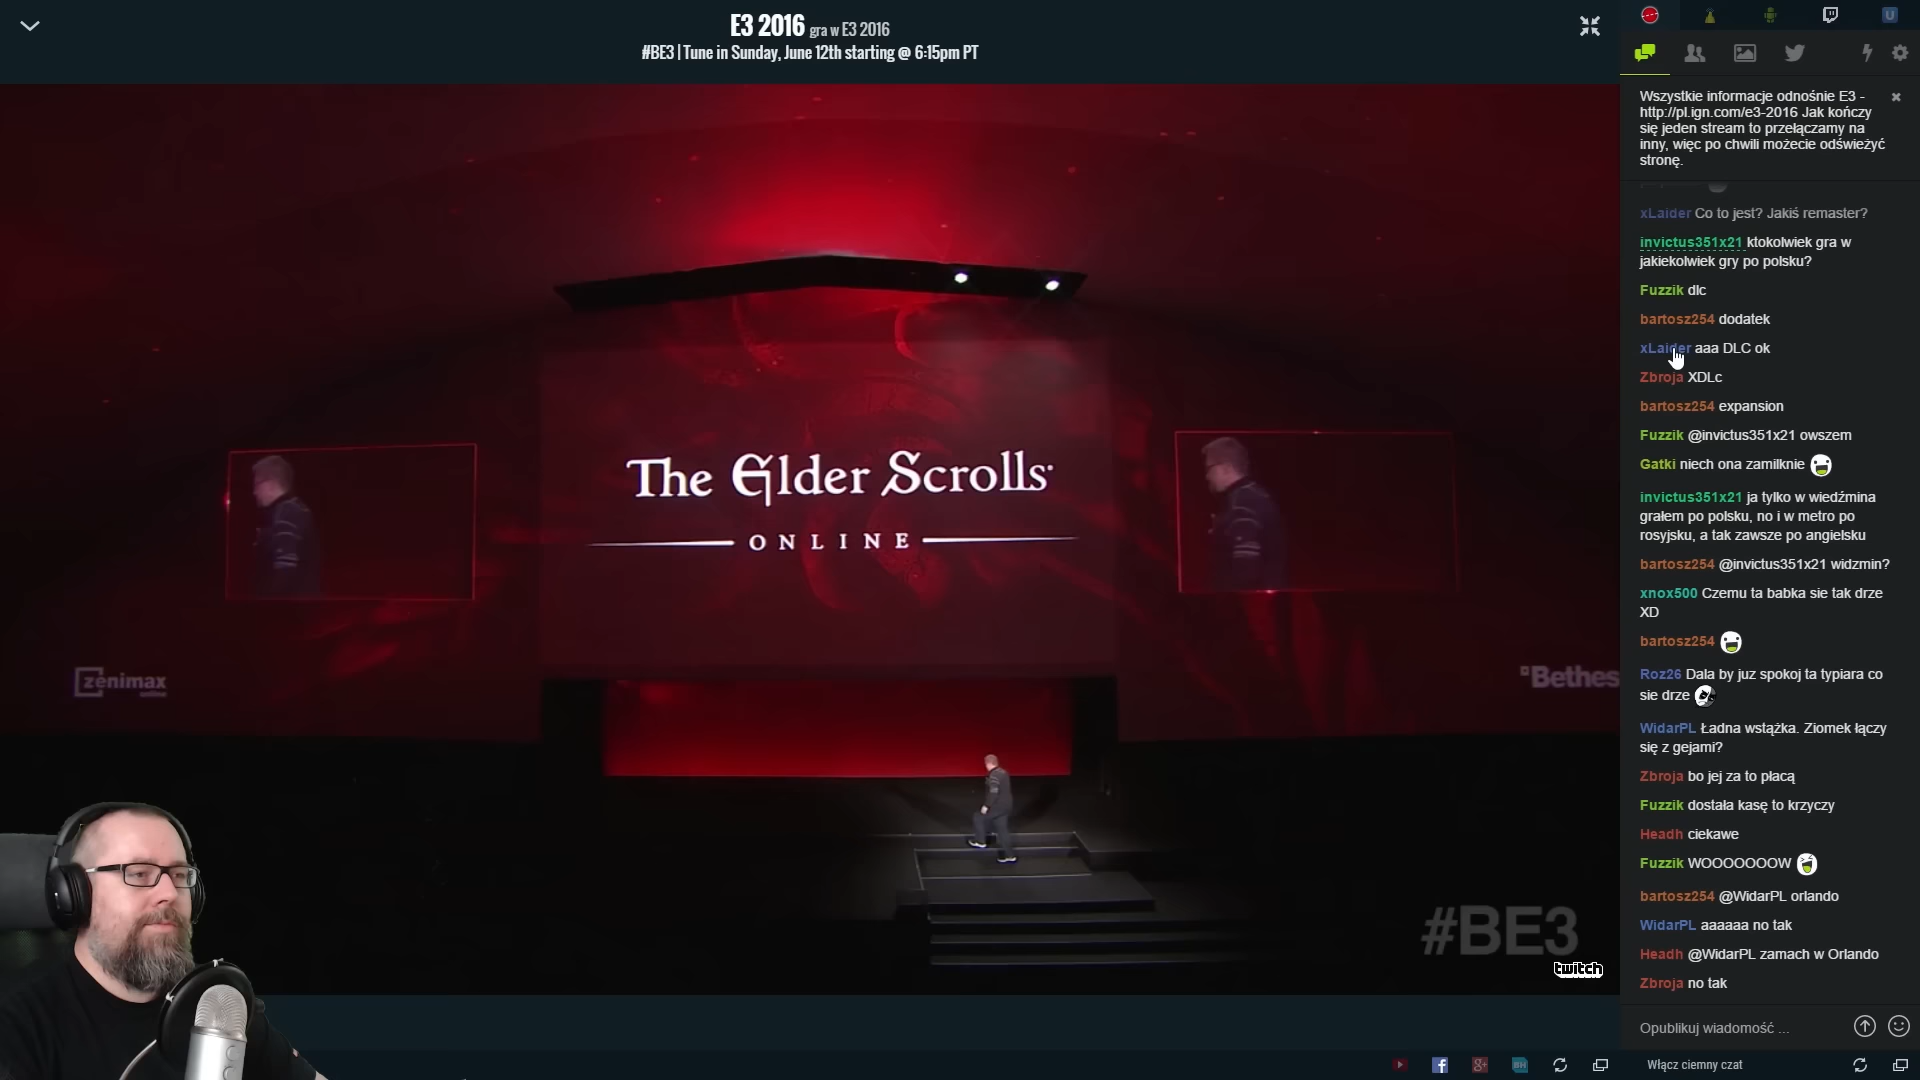 E3 2016 gra w E3 2016
#BE3 | Tune in Sunday, June 12th starting @ 6:15pm PT
The Elder Scrolls
ONLINE
zenimax
online
Bethes
#BE3
twitch
Wszystkie informacje odnośnie E3 -
http://pl.ign.com/e3-2016 Jak kończy
się jeden stream to przełączamy na
inny, więc po chwili możecie odświeżyć
stronę.
xLaider Co to jest? Jakiś remaster?
invictus351x21 ktokolwiek gra w
jakiekolwiek gry po polsku?
Fuzzik dlc
bartosz254 dodatek
xLaider aaa DLC ok
Zbroja XDLc
bartosz254 expansion
Fuzzik @invictus351x21 owszem
Gatki niech ona zamilknie
invictus351x21 ja tylko w wiedźmina
grałem po polsku, no i w metro po
rosyjsku, a tak zawsze po angielsku
bartosz254 @invictus351x21 widzmin?
xnox500 Czemu ta babka sie tak drze
XD
bartosz254
Roz26 Dala by juz spokoj ta typiara co
sie drze
WidarPL Ładna wstążka. Ziomek łączy
się z gejami?
Zbroja bo jej za to płacą
Fuzzik dostała kasę to krzyczy
Headh ciekawe
Fuzzik WOOOOOOOW
bartosz254 @WidarPL orlando
WidarPL aaaaaa no tak
Headh @WidarPL zamach w Orlando
Zbroja no tak
Opublikuj wiadomość ...
Włącz ciemny czat